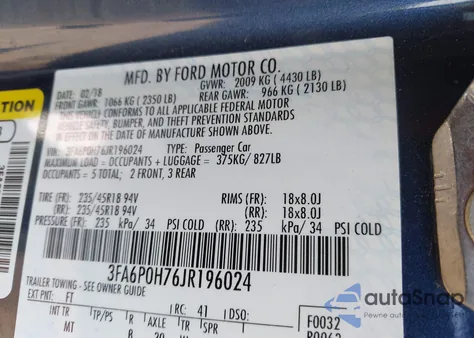 MFD. BY FORD MOTOR CO.
DATE: 02/18 GVWR: 2009 KG ( 4430 LB)
FRONT GAWR: 1066 KG ( 2350 LB) REAR GAWR: 966 KG ( 2130 LB)
THIS VEHICLE CONFORMS TO ALL APPLICABLE FEDERAL MOTOR
VEHICLE SAFETY, BUMPER, AND THEFT PREVENTION STANDARDS
IN EFFECT ON THE DATE OF MANUFACTURE SHOWN ABOVE.
VIN: 3FA6P0H76JR196024 TYPE: Passenger Car
MAXIMUM LOAD = OCCUPANTS + LUGGAGE = 375KG/ 827LB
OCCUPANTS = 5 TOTAL; 2 FRONT, 3 REAR
TIRE (FR): 235/45R18 94V RIMS (FR): 18x8.0J
(RR): 235/45R18 94V (RR): 18x8.0J
PRESSURE (FR): 235 kPa/ 34 PSI COLD (RR): 235 kPa/ 34 PSI COLD
3FA6P0H76JR196024
TRAILER TOWING - SEE OWNER GUIDE
EXT PNT: FT RC: 41 DSO: F0032
INT TR TP/PS R AXLE TR SPR
MT B
autoSnap